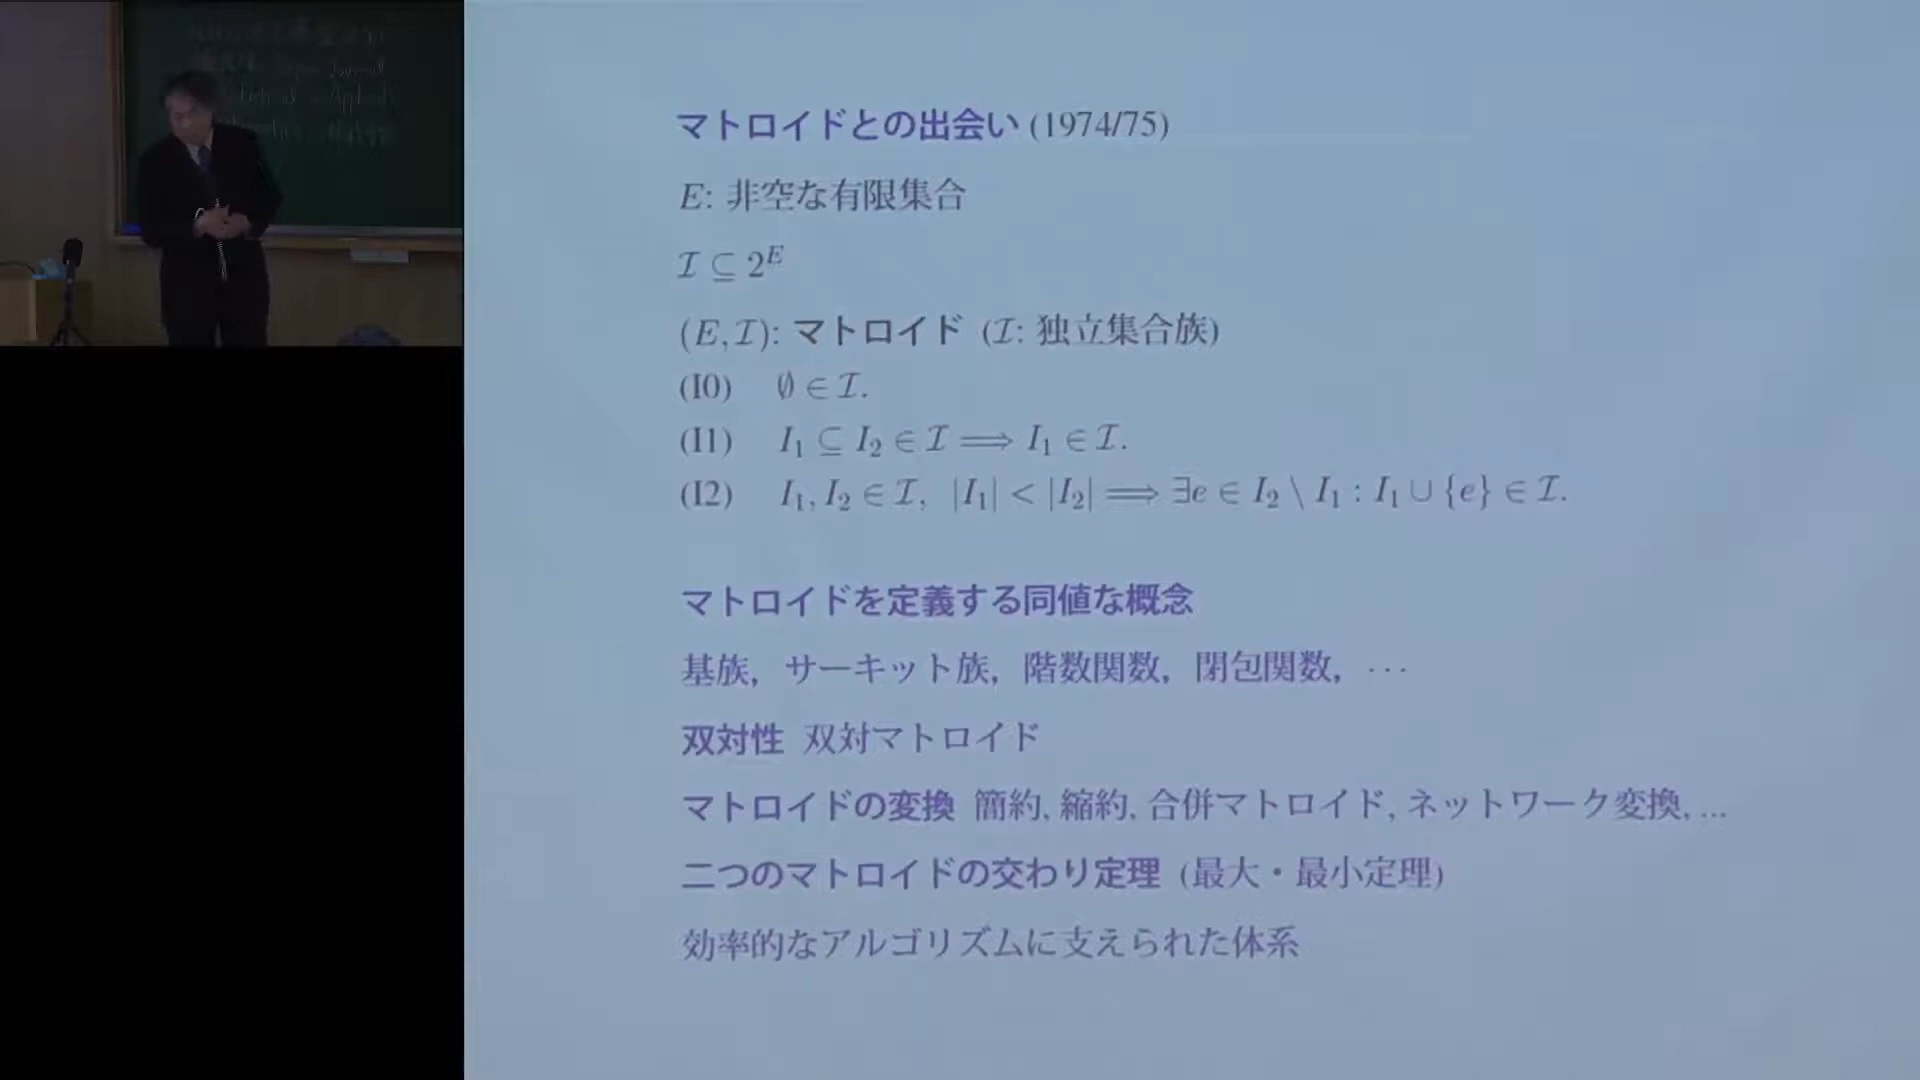 マトロイドとの出会い (1974/75)
E: 非空な有限集合
ℐ ⊆ 2^E
(E, ℐ): マトロイド (ℐ: 独立集合族)
(I0) ∅ ∈ ℐ.
(I1) I₁ ⊆ I₂ ∈ ℐ ⟹ I₁ ∈ ℐ.
(I2) I₁, I₂ ∈ ℐ, |I₁| < |I₂| ⟹ ∃e ∈ I₂ \ I₁ : I₁ ∪ {e} ∈ ℐ.
マトロイドを定義する同値な概念
基族, サーキット族, 階数関数, 閉包関数, ⋯
双対性 双対マトロイド
マトロイドの変換 簡約, 縮約, 合併マトロイド, ネットワーク変換, ...
二つのマトロイドの交わり定理 (最大・最小定理)
効率的なアルゴリズムに支えられた体系